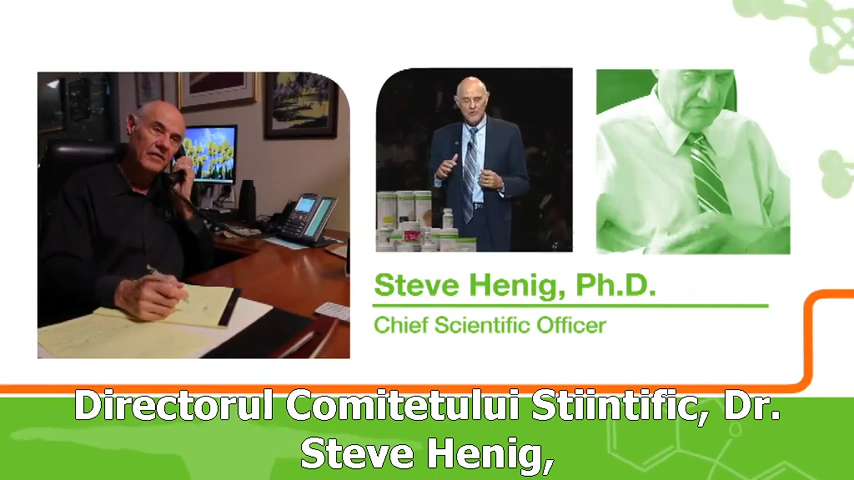 Steve Henig, Ph.D.
Chief Scientific Officer
Directorul Comitetului Stiintific, Dr.
Steve Henig,